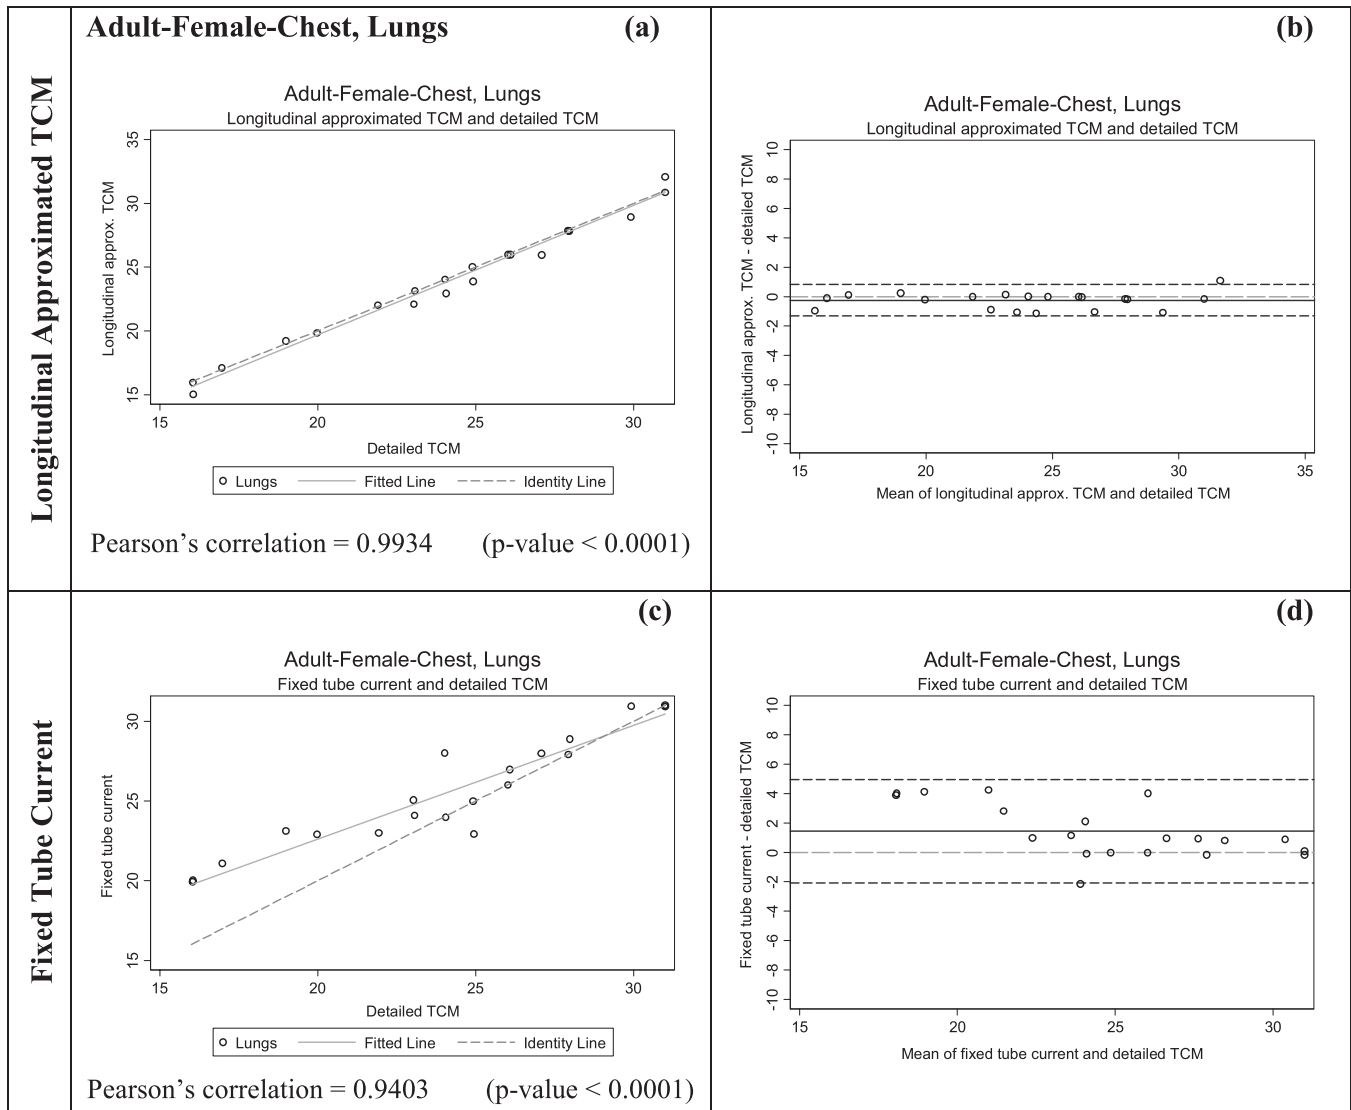 Longitudinal Approximated TCM
Adult-Female-Chest, Lungs (a)
Adult-Female-Chest, Lungs
Longitudinal approximated TCM and detailed TCM
Longitudinal approx. TCM
35
30
25
20
15
15 20 25 30
Detailed TCM
Lungs Fitted Line Identity Line
Pearson's correlation = 0.9934 (p-value < 0.0001)
(b)
Adult-Female-Chest, Lungs
Longitudinal approximated TCM and detailed TCM
Longitudinal approx. TCM - detailed TCM
10
8
6
4
2
0
-2
-4
-6
-8
-10
15 20 25 30 35
Mean of longitudinal approx. TCM and detailed TCM
Fixed Tube Current
(c)
Adult-Female-Chest, Lungs
Fixed tube current and detailed TCM
Fixed tube current
30
25
20
15
15 20 25 30
Detailed TCM
Lungs Fitted Line Identity Line
Pearson's correlation = 0.9403 (p-value < 0.0001)
(d)
Adult-Female-Chest, Lungs
Fixed tube current and detailed TCM
Fixed tube current - detailed TCM
10
8
6
4
2
0
-2
-4
-6
-8
-10
15 20 25 30
Mean of fixed tube current and detailed TCM